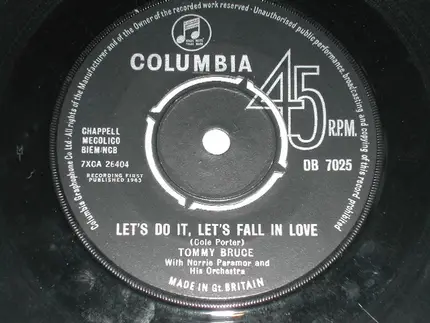 Columbia Graphophone Co Ltd · All rights of the Manufacturer and of the Owner of the recorded work reserved · Unauthorised public performance, broadcasting and copying of this record prohibited
COLUMBIA
45
R.P.M.
CHAPPELL
MECOLICO
BIEM/NCB
7XCA 26404
RECORDING FIRST
PUBLISHED 1963
DB 7025
LET'S DO IT, LET'S FALL IN LOVE
(Cole Porter)
TOMMY BRUCE
With Norrie Paramor and
His Orchestra
MADE IN Gt. BRITAIN